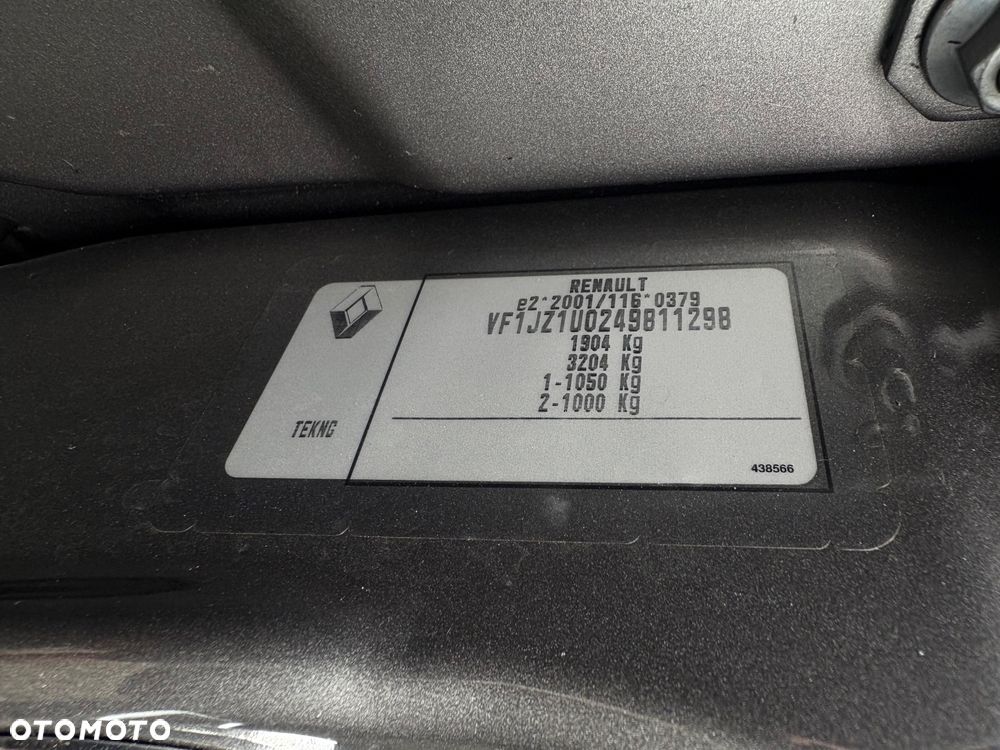 RENAULT
e2*2001/116*0379
VF1JZ1U0249811298
1904 Kg
3204 Kg
1-1050 Kg
2-1000 Kg
TEKNG
438566
OTOMOTO